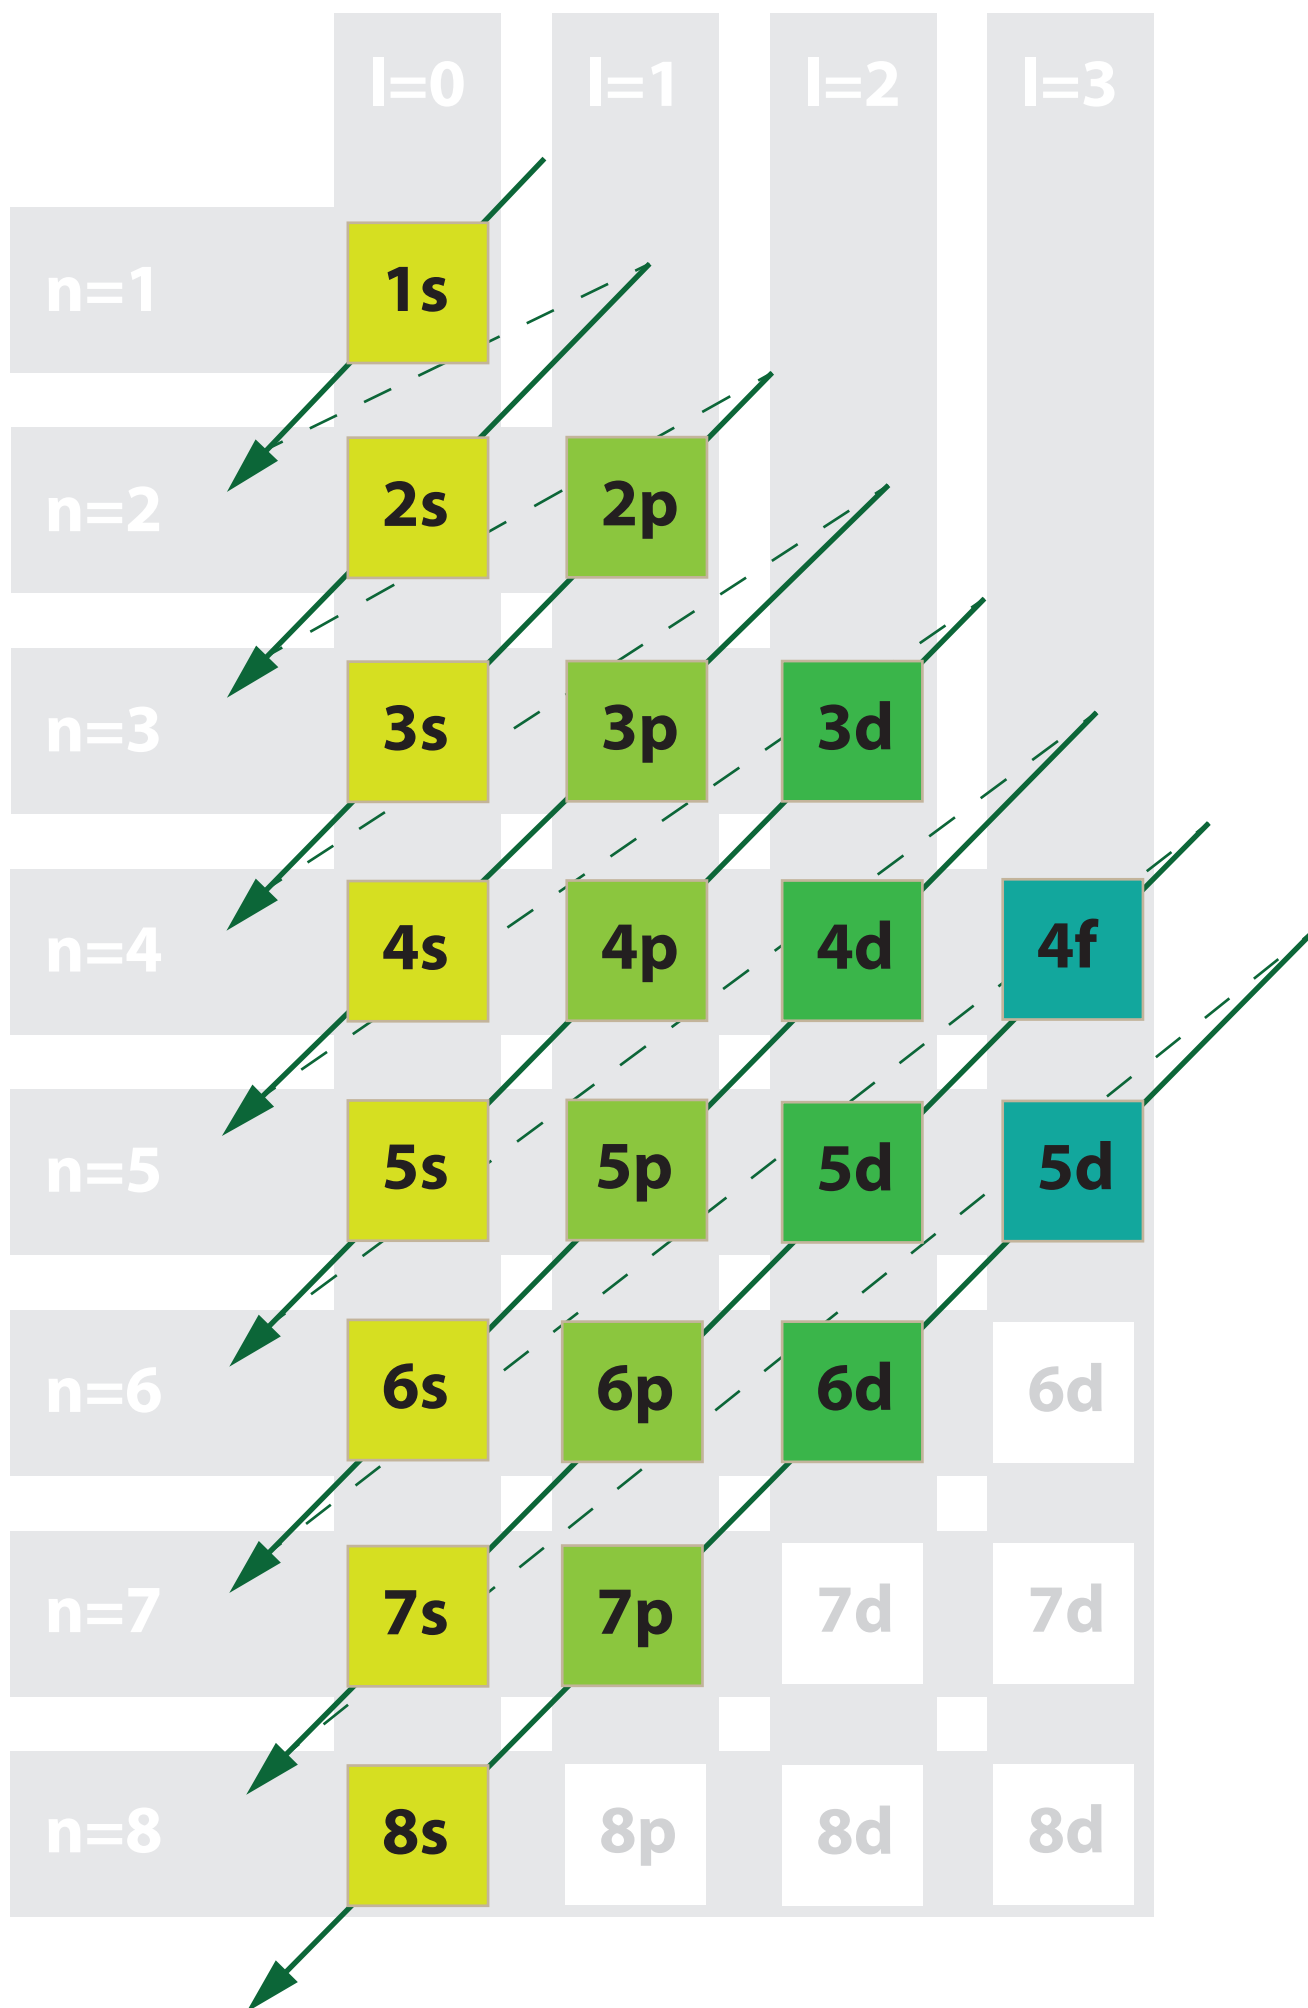 l=0 l=1 l=2 l=3
n=1 1s
n=2 2s 2p
n=3 3s 3p 3d
n=4 4s 4p 4d 4f
n=5 5s 5p 5d 5d
n=6 6s 6p 6d 6d
n=7 7s 7p 7d 7d
n=8 8s 8p 8d 8d